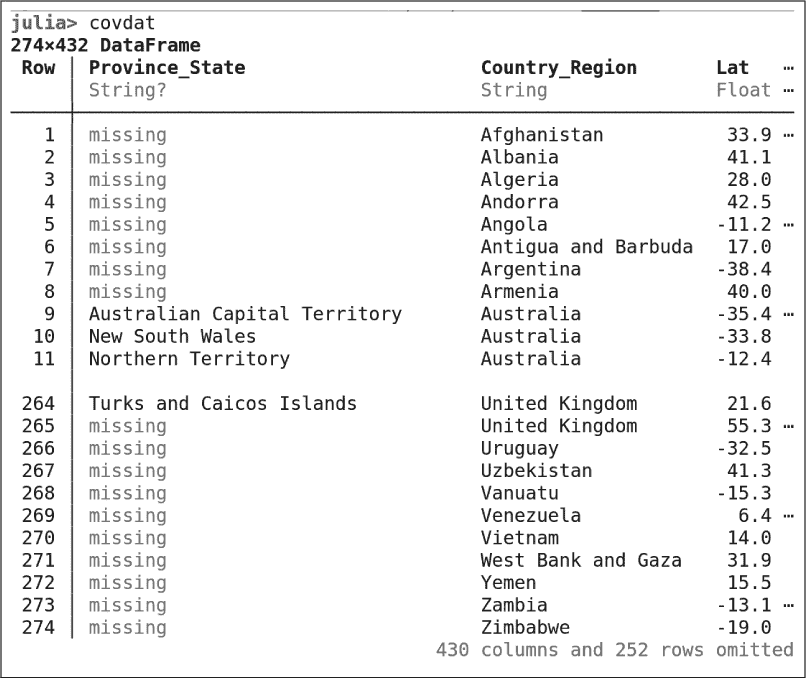 julia> covdat
274×432 DataFrame
Row │ Province_State Country_Region Lat ⋯
│ String? String Float ⋯
1 │ missing Afghanistan 33.9 ⋯
2 │ missing Albania 41.1
3 │ missing Algeria 28.0
4 │ missing Andorra 42.5
5 │ missing Angola -11.2 ⋯
6 │ missing Antigua and Barbuda 17.0
7 │ missing Argentina -38.4
8 │ missing Armenia 40.0
9 │ Australian Capital Territory Australia -35.4 ⋯
10 │ New South Wales Australia -33.8
11 │ Northern Territory Australia -12.4
264 │ Turks and Caicos Islands United Kingdom 21.6
265 │ missing United Kingdom 55.3 ⋯
266 │ missing Uruguay -32.5
267 │ missing Uzbekistan 41.3
268 │ missing Vanuatu -15.3
269 │ missing Venezuela 6.4 ⋯
270 │ missing Vietnam 14.0
271 │ missing West Bank and Gaza 31.9
272 │ missing Yemen 15.5
273 │ missing Zambia -13.1 ⋯
274 │ missing Zimbabwe -19.0
430 columns and 252 rows omitted